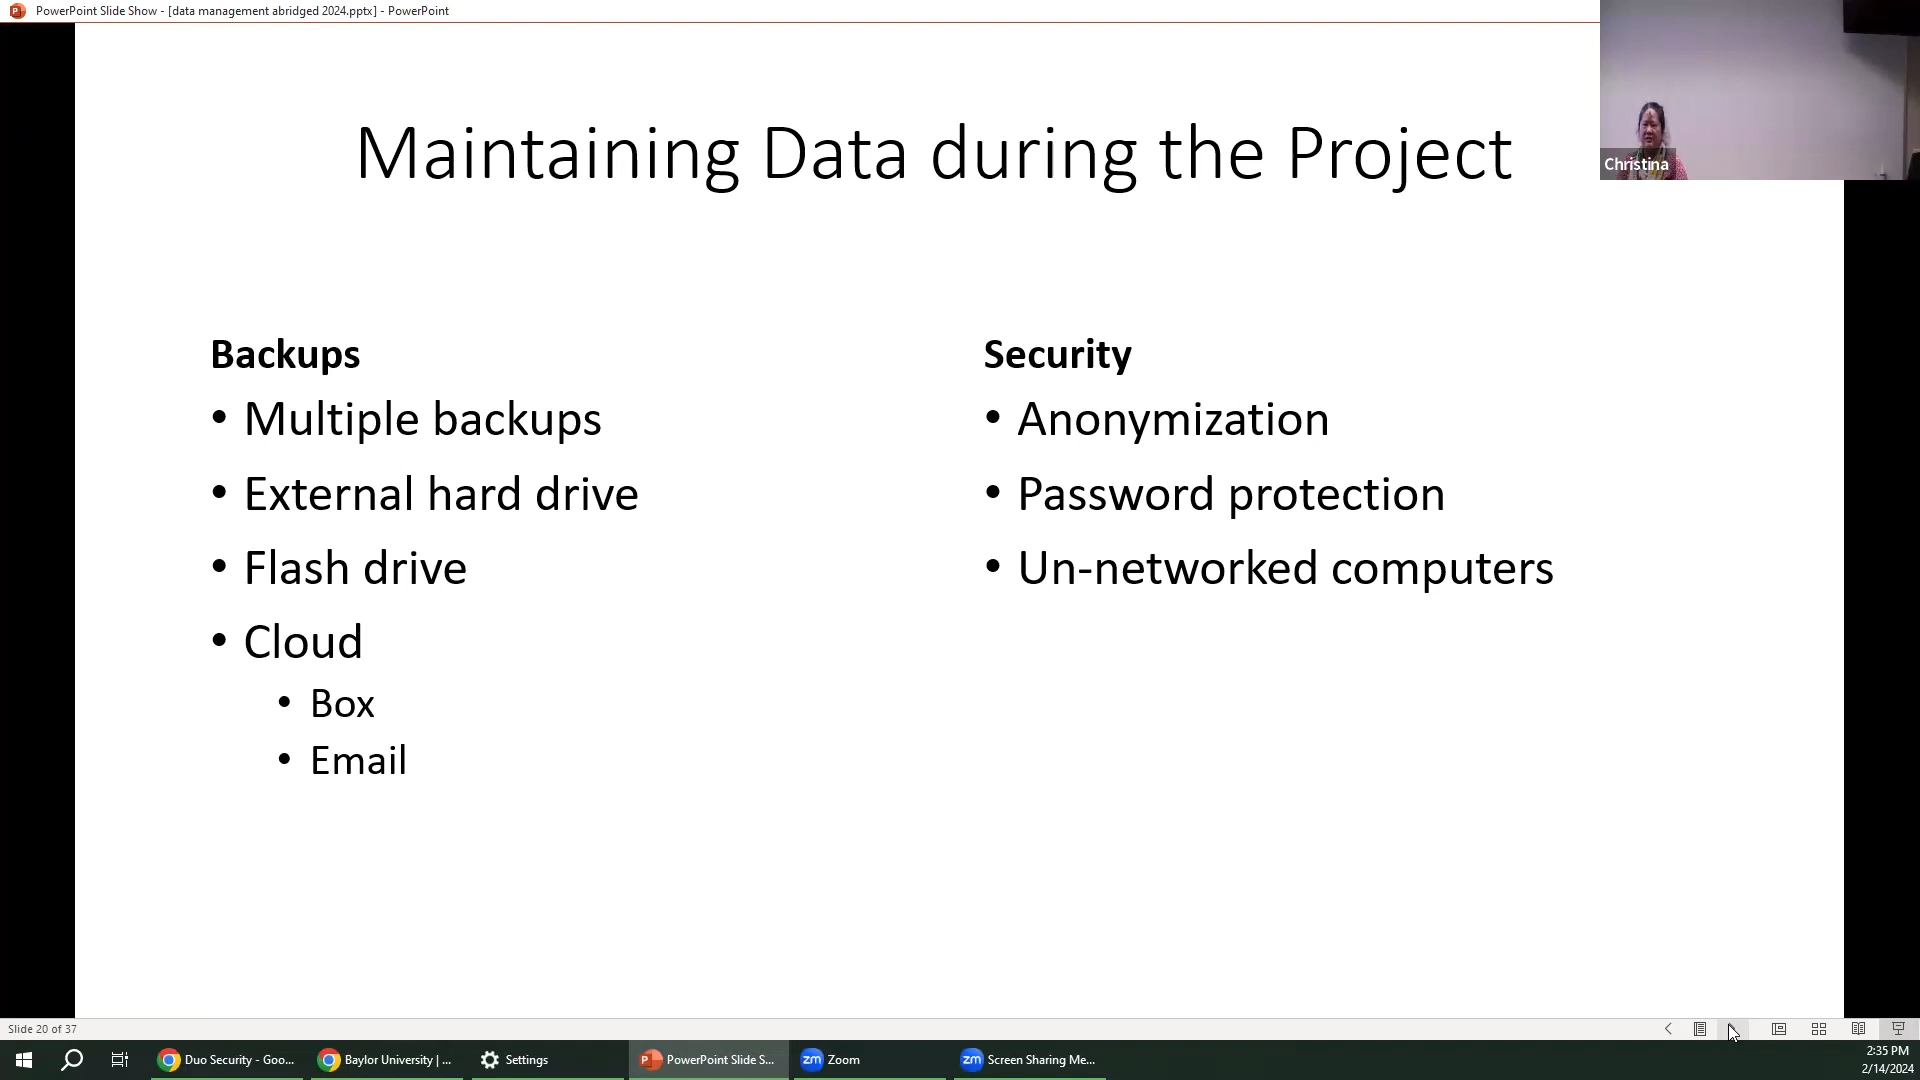 PowerPoint Slide Show - [data management abridged 2024.pptx] - PowerPoint
Christina
Maintaining Data during the Project
Backups
• Multiple backups
• External hard drive
• Flash drive
• Cloud
• Box
• Email
Security
• Anonymization
• Password protection
• Un-networked computers
Slide 20 of 37
Duo Security - Goo...
Baylor University | ...
Settings
PowerPoint Slide S...
zm Zoom
zm Screen Sharing Me...
2:35 PM
2/14/2024